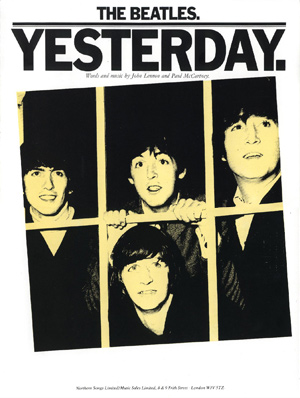 THE BEATLES.
YESTERDAY.
Words and music by John Lennon and Paul McCartney.
Northern Songs Limited/Music Sales Limited, 8/9 Frith Street · London W1V 5TZ.